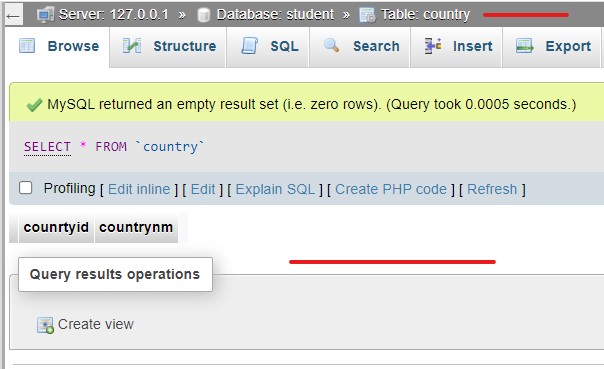 ← Server: 127.0.0.1 » Database: student » Table: country
Browse Structure SQL Search Insert Export
MySQL returned an empty result set (i.e. zero rows). (Query took 0.0005 seconds.)
SELECT * FROM `country`
Profiling [ Edit inline ] [ Edit ] [ Explain SQL ] [ Create PHP code ] [ Refresh ]
counrtyid countrynm
Query results operations
Create view